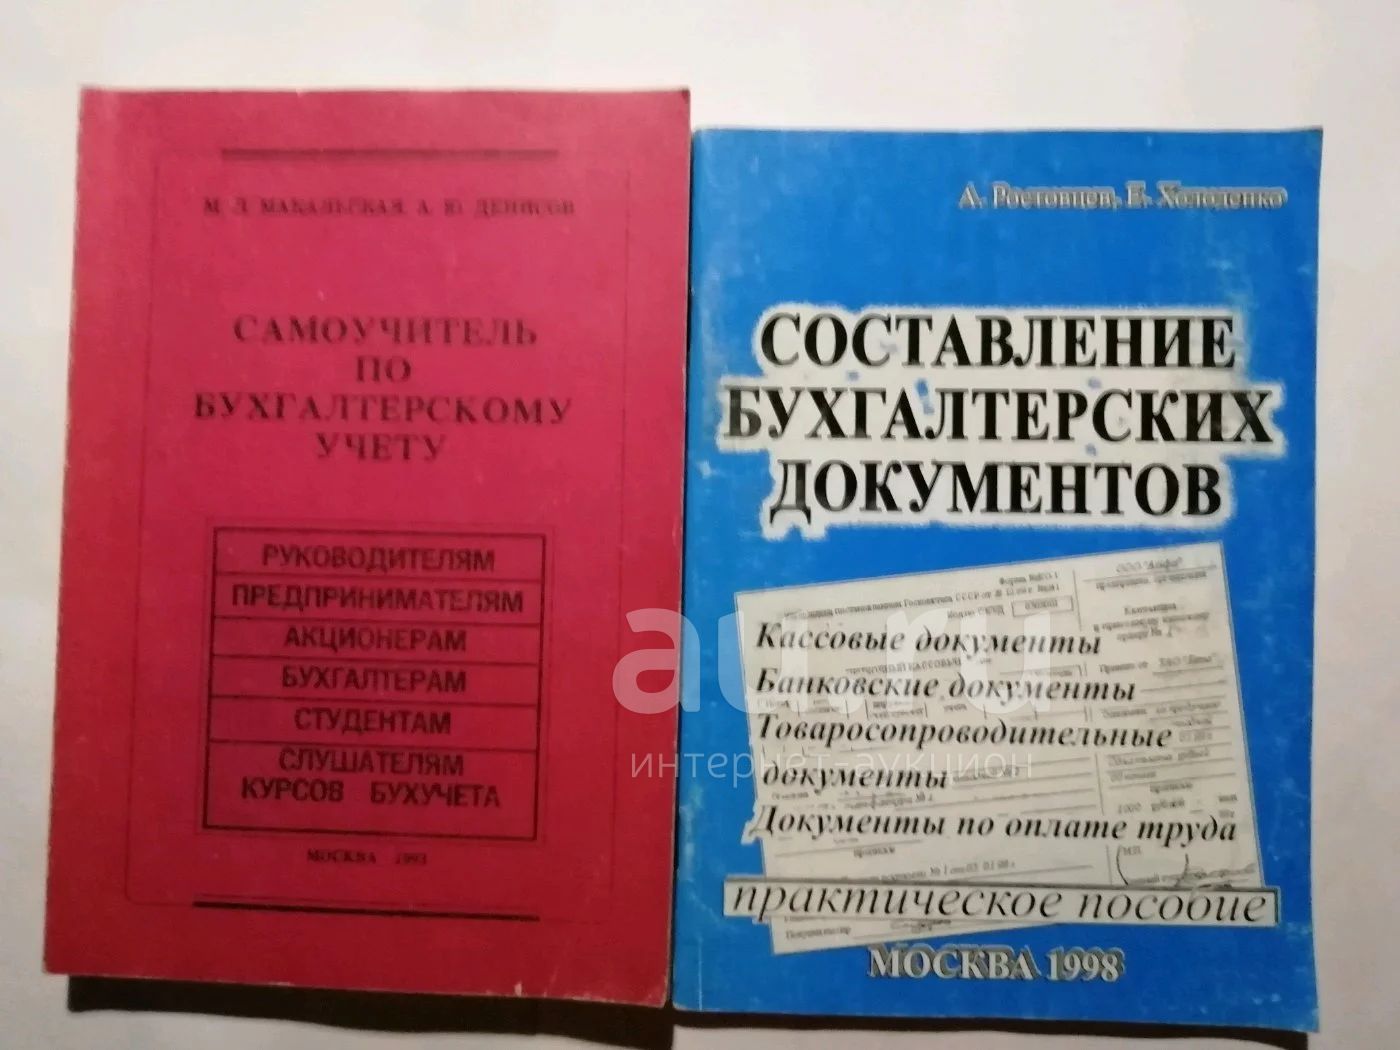 М. Л. МАКАЛЬСКАЯ, А. Ю. ДЕНИСОВ
САМОУЧИТЕЛЬ
ПО
БУХГАЛТЕРСКОМУ
УЧЕТУ
РУКОВОДИТЕЛЯМ
ПРЕДПРИНИМАТЕЛЯМ
АКЦИОНЕРАМ
БУХГАЛТЕРАМ
СТУДЕНТАМ
СЛУШАТЕЛЯМ
КУРСОВ БУХУЧЕТА
МОСКВА 1993
А. Ростовцев, Е. Холоденко
СОСТАВЛЕНИЕ
БУХГАЛТЕРСКИХ
ДОКУМЕНТОВ
ООО "Альфа"
Кассовые документы
Банковские документы
Товаросопроводительные
документы
Документы по оплате труда
практическое пособие
МОСКВА 1998
au.ru
интернет-аукцион